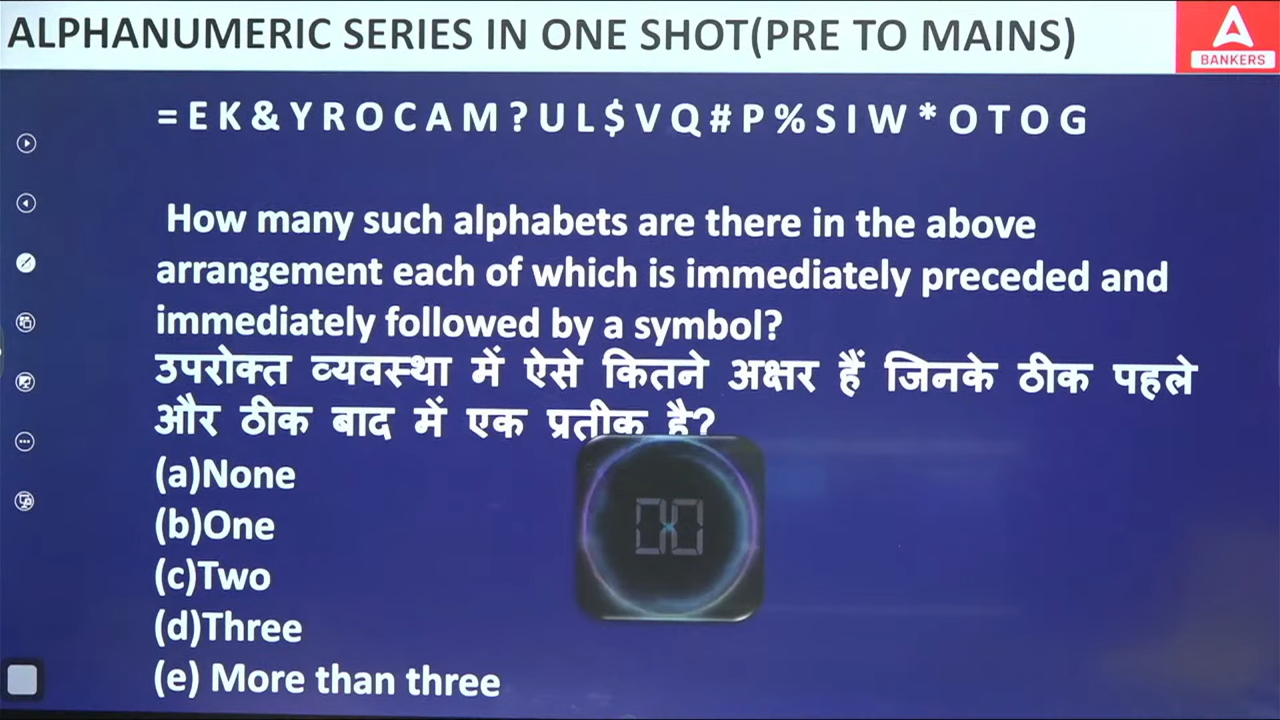 ALPHANUMERIC SERIES IN ONE SHOT(PRE TO MAINS)
A
BANKERS
= E K & Y R O C A M ? U L $ V Q # P % S I W * O T O G
How many such alphabets are there in the above
arrangement each of which is immediately preceded and
immediately followed by a symbol?
उपरोक्त व्यवस्था में ऐसे कितने अक्षर हैं जिनके ठीक पहले
और ठीक बाद में एक प्रतीक है?
(a)None
(b)One
(c)Two
(d)Three
(e) More than three